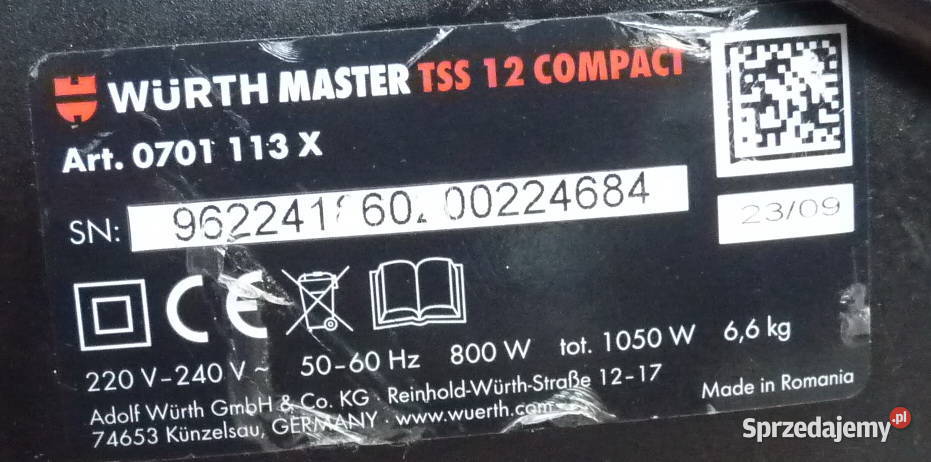 WÜRTH MASTER TSS 12 COMPACT
Art. 0701 113 X
SN:
23/09
CE
220 V–240 V ~ 50–60 Hz 800 W tot. 1050 W 6,6 kg
Adolf Würth GmbH & Co. KG · Reinhold-Würth-Straße 12–17
74653 Künzelsau, GERMANY · www.wuerth.com
Made in Romania
Sprzedajemy.pl